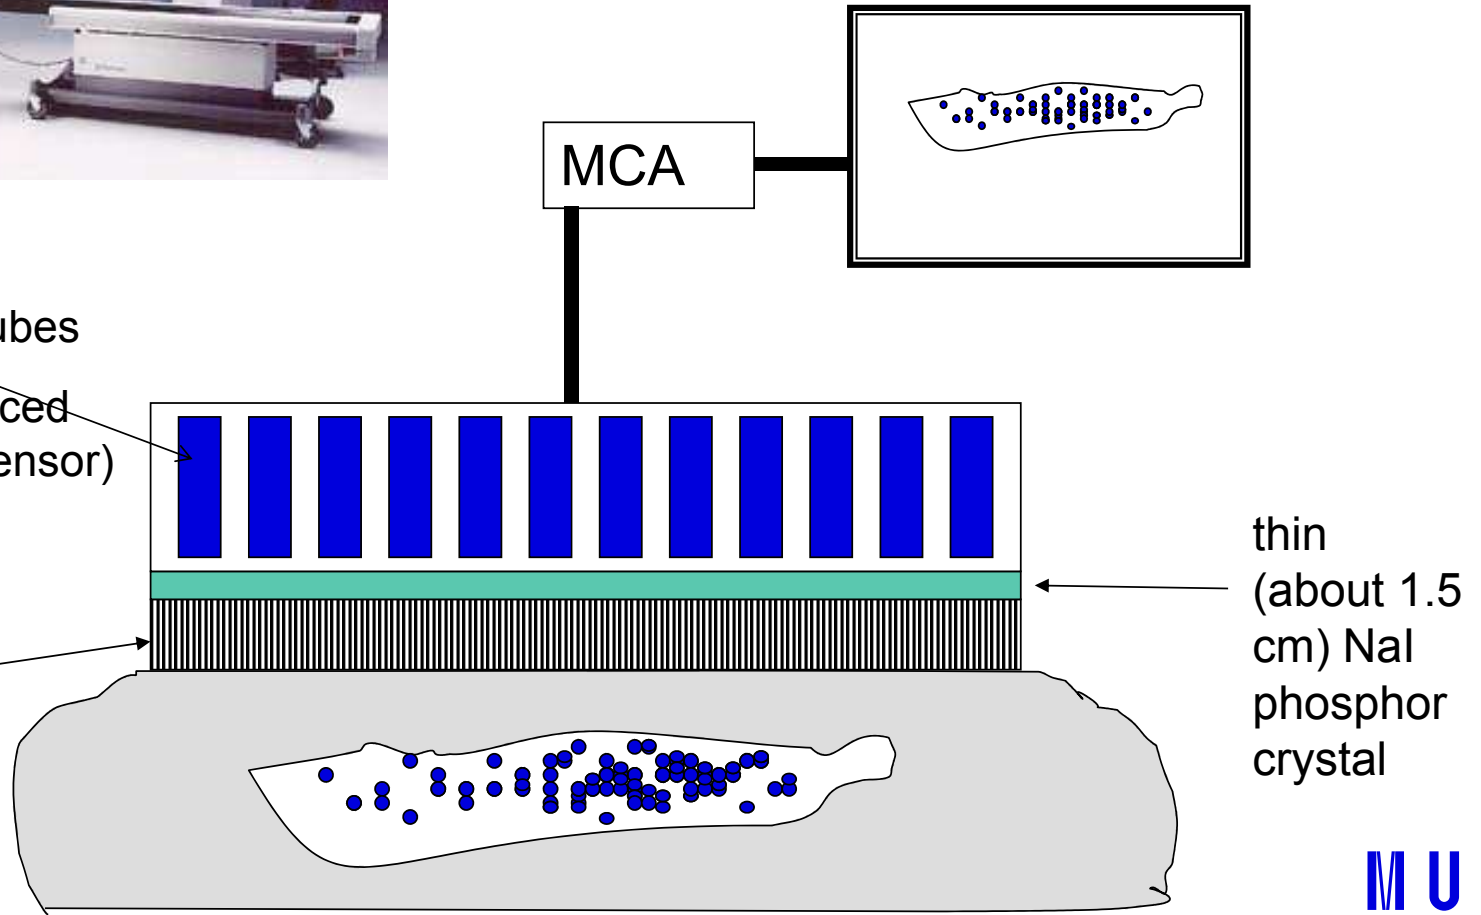 MCA
ubes
ced
ensor)
thin
(about 1.5
cm) NaI
phosphor
crystal
M U